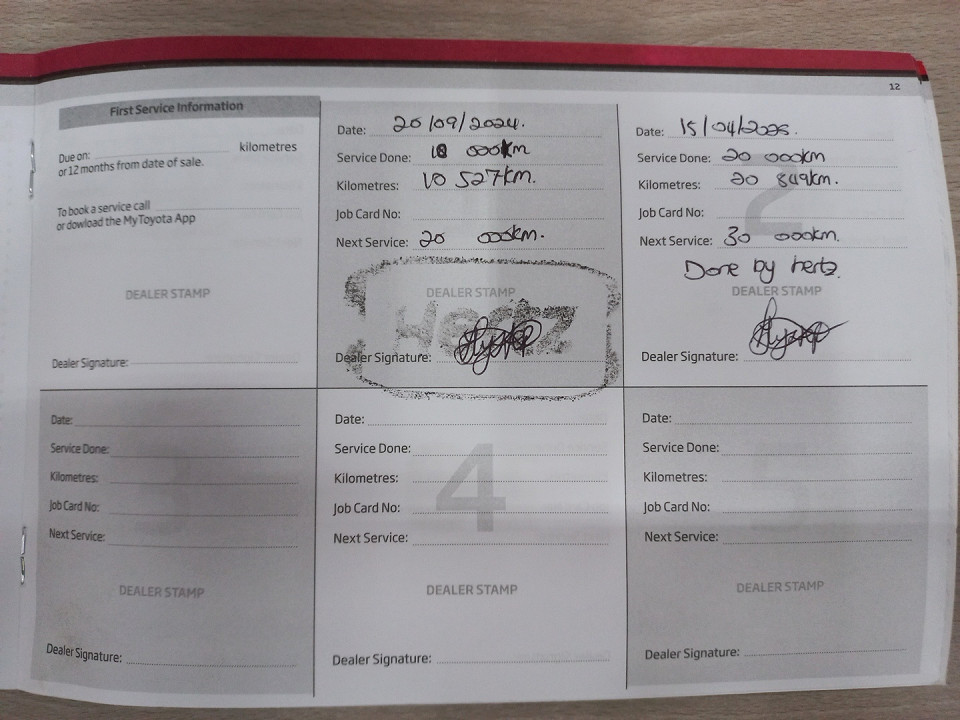 12
First Service Information
Due on: kilometres
or 12 months from date of sale.
To book a service call
or dowload the MyToyota App
DEALER STAMP
Dealer Signature:
Date: 20/09/2024.
Service Done: 10 000km
Kilometres: 10 527km.
Job Card No:
Next Service: 20 000km.
DEALER STAMP
Hertz
Dealer Signature:
2
Date: 15/04/2025.
Service Done: 20 000km
Kilometres: 20 849km.
Job Card No:
Next Service: 30 000km.
Done by hertz.
DEALER STAMP
Dealer Signature:
3
Date:
Service Done:
Kilometres:
Job Card No:
Next Service:
DEALER STAMP
Dealer Signature:
4
Date:
Service Done:
Kilometres:
Job Card No:
Next Service:
DEALER STAMP
Dealer Signature:
Date:
Service Done:
Kilometres:
Job Card No:
Next Service:
DEALER STAMP
Dealer Signature: